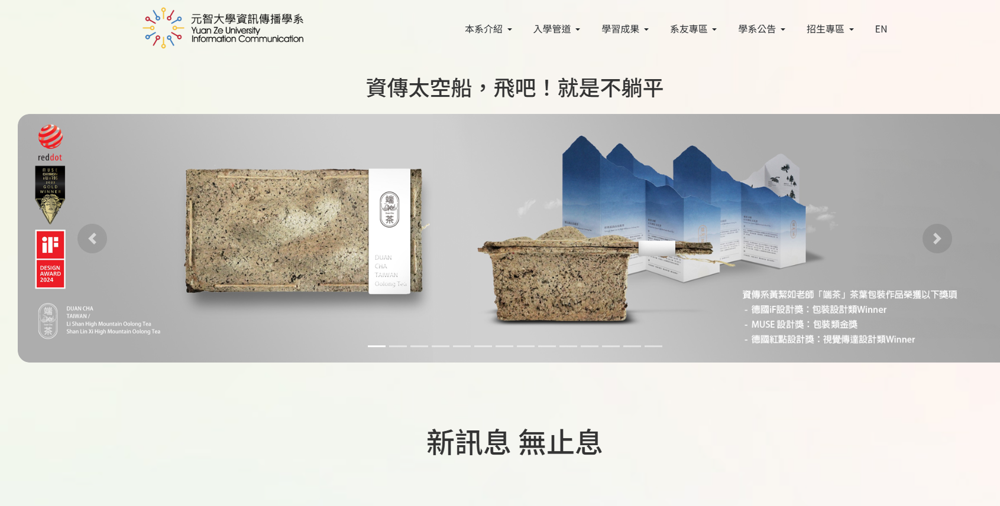 元智大學資訊傳播學系
Yuan Ze University
Information Communication
本系介紹 入學管道 學習成果 系友專區 學系公告 招生專區 EN
資傳太空船，飛吧！就是不躺平
reddot
MUSE
DESIGN
AWARDS
2023
GOLD
WINNER
iF
DESIGN
AWARD
2024
端茶
DUAN CHA
TAIWAN /
Li Shan High Mountain Oolong Tea
Shan Lin Xi High Mountain Oolong Tea
端
茶
DUAN
CHA
TAIWAN
Oolong Tea
資傳系黃絜如老師「端茶」茶葉包裝作品榮獲以下獎項
- 德國iF設計獎：包裝設計類Winner
- MUSE 設計獎：包裝類金獎
- 德國紅點設計獎：視覺傳達設計類Winner
新訊息 無止息